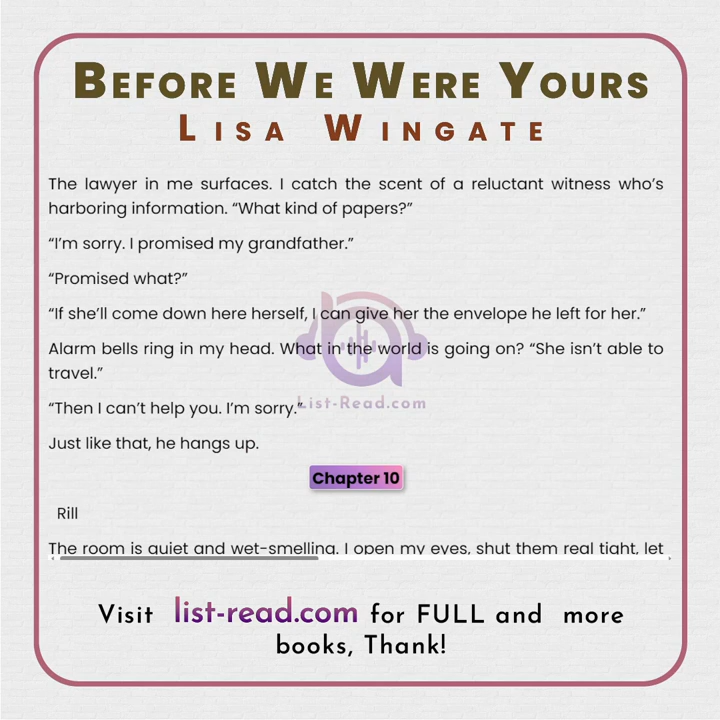 BEFORE WE WERE YOURS
LISA WINGATE
The lawyer in me surfaces. I catch the scent of a reluctant witness who’s
harboring information. “What kind of papers?”
“I’m sorry. I promised my grandfather.”
“Promised what?”
“If she’ll come down here herself, I can give her the envelope he left for her.”
Alarm bells ring in my head. What in the world is going on? “She isn’t able to
travel.”
“Then I can’t help you. I’m sorry.”
List-Read.com
Just like that, he hangs up.
Chapter 10
Rill
The room is quiet and wet-smelling. I open my eyes, shut them real tight, let
Visit list-read.com for FULL and more
books, Thank!